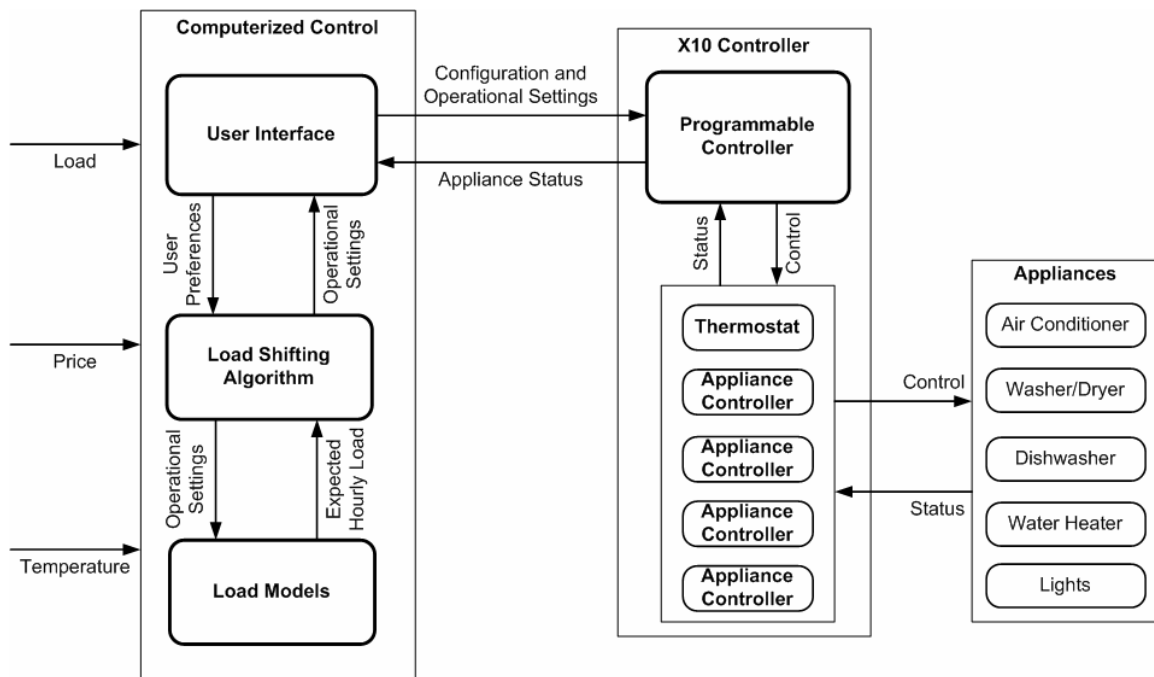 Computerized Control
User Interface
Load
User
Preferences
Operational
Settings
Price
Load Shifting
Algorithm
Operational
Settings
Expected
Hourly Load
Temperature
Load Models
Configuration and
Operational Settings
Appliance Status
X10 Controller
Programmable
Controller
Status
Control
Thermostat
Appliance
Controller
Appliance
Controller
Appliance
Controller
Appliance
Controller
Control
Status
Appliances
Air Conditioner
Washer/Dryer
Dishwasher
Water Heater
Lights